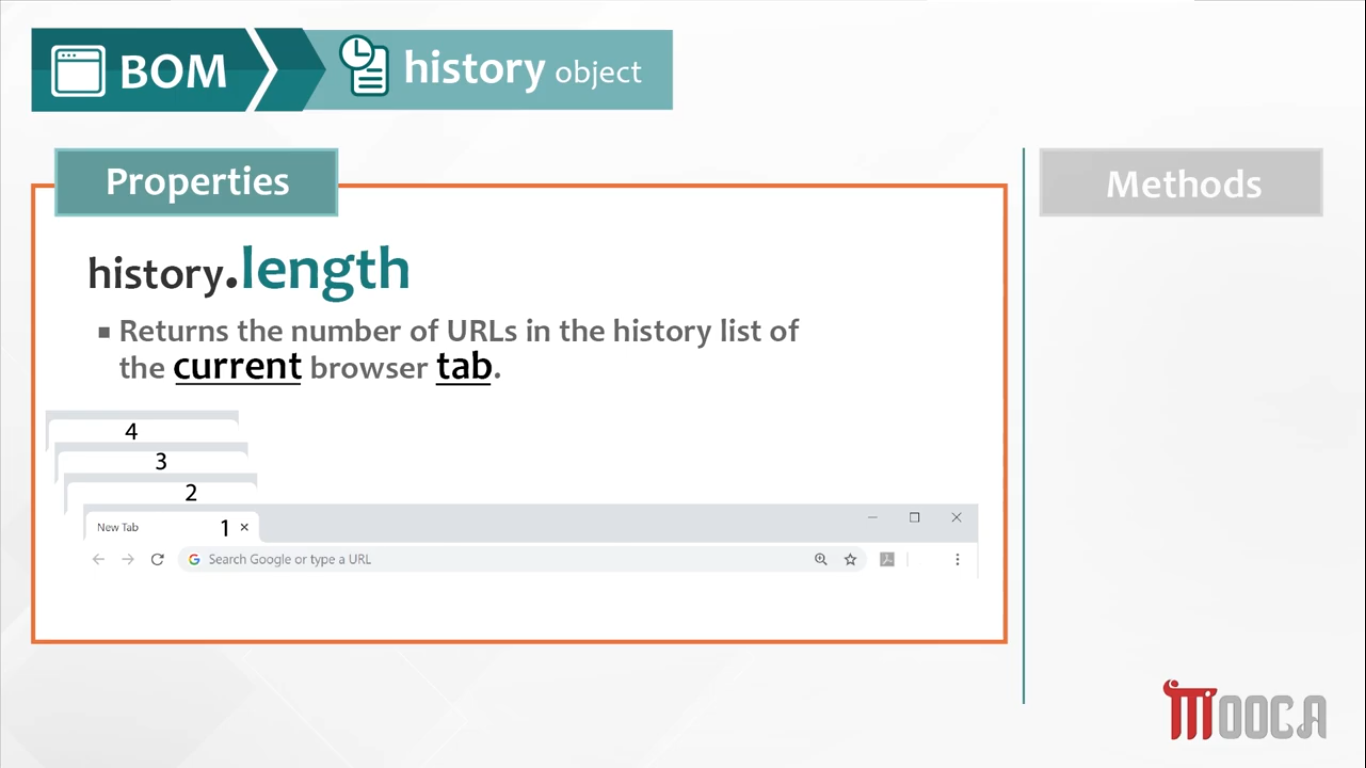 BOM
history object
Properties
Methods
history.length
▪ Returns the number of URLs in the history list of
the current browser tab.
4
3
2
New Tab 1 ×
G Search Google or type a URL
MOOCA